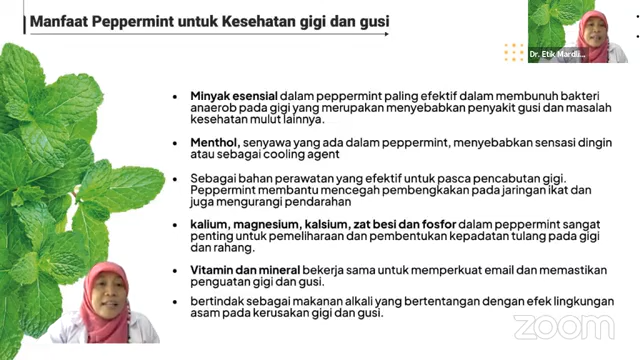 Manfaat Peppermint untuk Kesehatan gigi dan gusi
Dr. Etik Mardli...
• Minyak esensial dalam peppermint paling efektif dalam membunuh bakteri
anaerob pada gigi yang merupakan menyebabkan penyakit gusi dan masalah
kesehatan mulut lainnya.
• Menthol, senyawa yang ada dalam peppermint, menyebabkan sensasi dingin
atau sebagai cooling agent
• Sebagai bahan perawatan yang efektif untuk pasca pencabutan gigi.
Peppermint membantu mencegah pembengkakan pada jaringan ikat dan
juga mengurangi pendarahan
• kalium, magnesium, kalsium, zat besi dan fosfor dalam peppermint sangat
penting untuk pemeliharaan dan pembentukan kepadatan tulang pada gigi
dan rahang.
• Vitamin dan mineral bekerja sama untuk memperkuat email dan memastikan
penguatan gigi dan gusi.
• bertindak sebagai makanan alkali yang bertentangan dengan efek lingkungan
asam pada kerusakan gigi dan gusi.
zoom